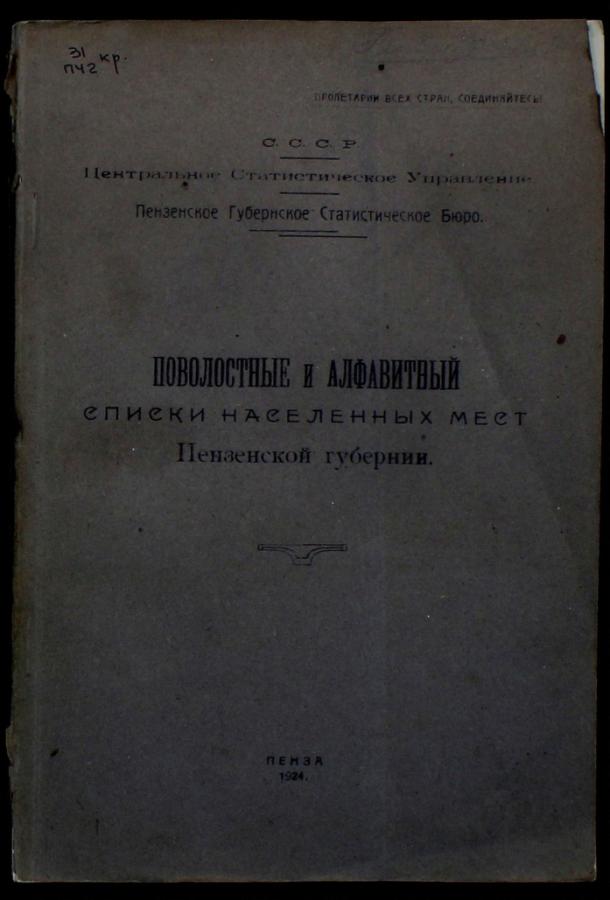 31 кр.
ПЧ2
ПРОЛЕТАРИИ ВСЕХ СТРАН, СОЕДИНЯЙТЕСЬ!
С. С. С. Р
Центральное Статистическое Управление
Пензенское Губернское Статистическое Бюро.
ПОВОЛОСТНЫЕ и АЛФАВИТНЫЙ
СПИСКИ НАСЕЛЕННЫХ МЕСТ
Пензенской губернии.
ПЕНЗА
1924.